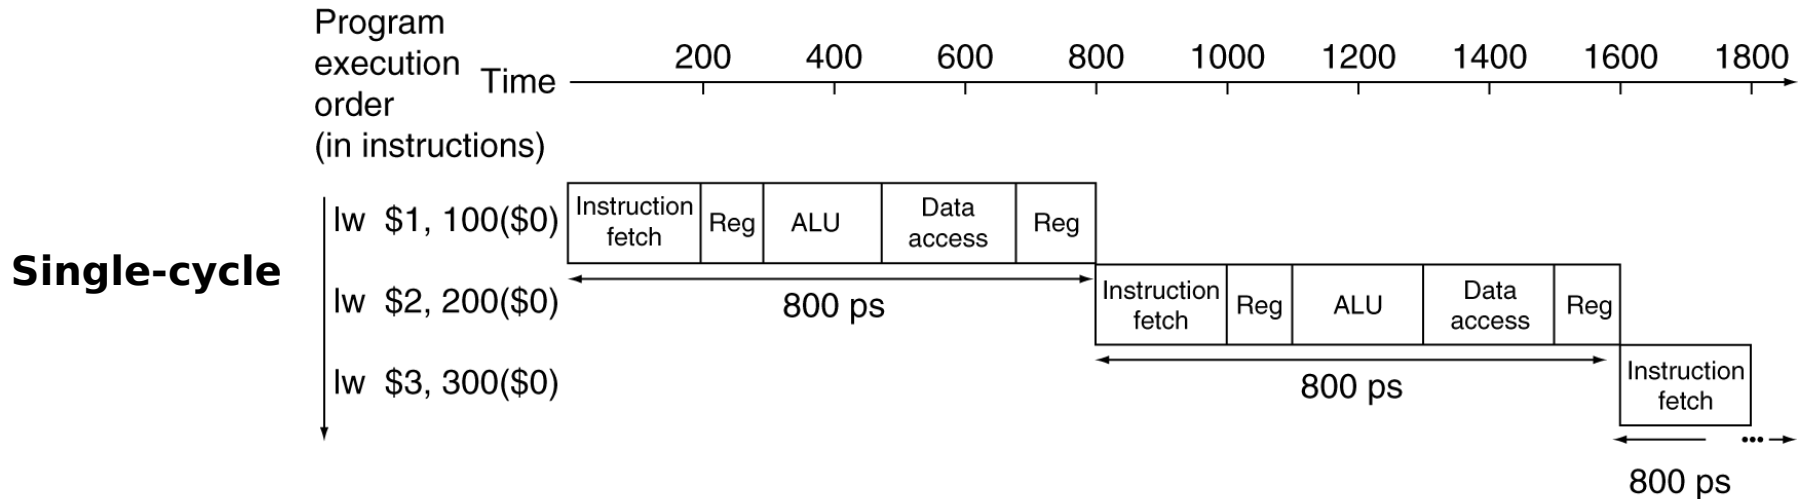 Program
execution
order
(in instructions)
Time
200 400 600 800 1000 1200 1400 1600 1800
Single-cycle
lw $1, 100($0)
Instruction
fetch
Reg
ALU
Data
access
Reg
800 ps
lw $2, 200($0)
Instruction
fetch
Reg
ALU
Data
access
Reg
800 ps
lw $3, 300($0)
Instruction
fetch
...
800 ps